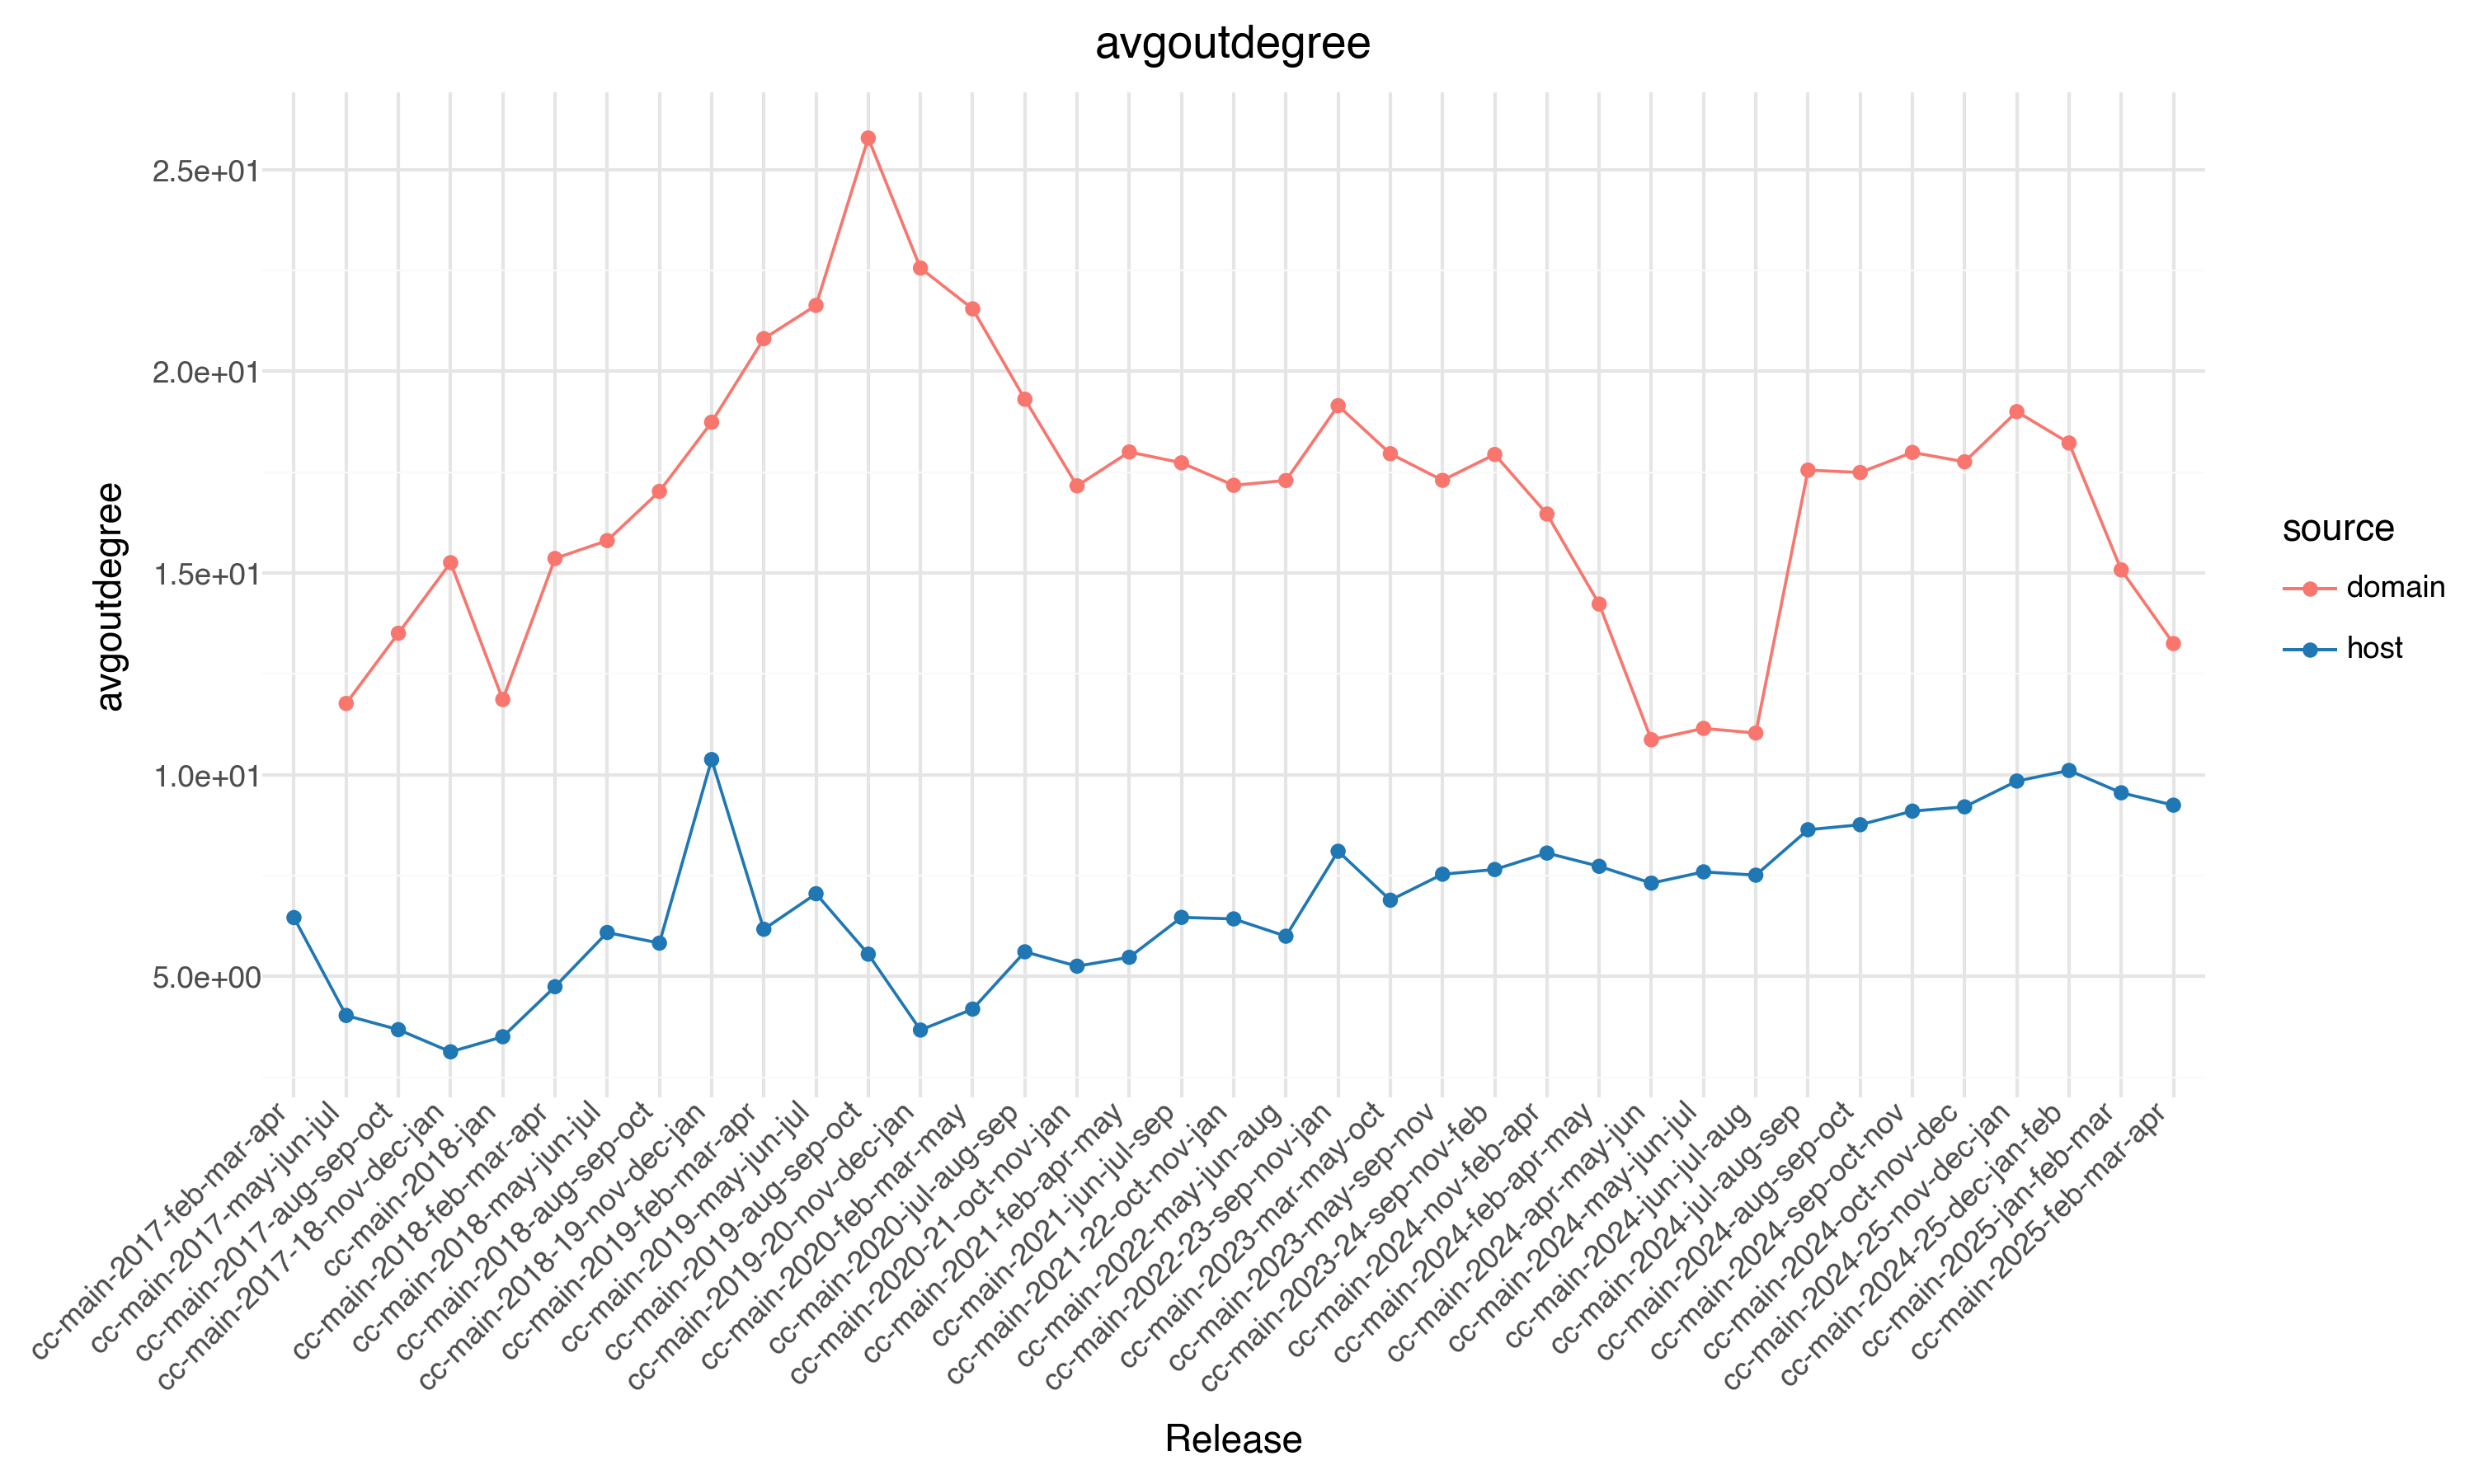 avgoutdegree
avgoutdegree
2.5e+01
2.0e+01
1.5e+01
1.0e+01
5.0e+00
source
domain
host
cc-main-2017-feb-mar-apr
cc-main-2017-may-jun-jul
cc-main-2017-aug-sep-oct
cc-main-2017-18-nov-dec-jan
cc-main-2018-jan
cc-main-2018-feb-mar-apr
cc-main-2018-may-jun-jul
cc-main-2018-aug-sep-oct
cc-main-2018-19-nov-dec-jan
cc-main-2019-feb-mar-apr
cc-main-2019-may-jun-jul
cc-main-2019-aug-sep-oct
cc-main-2019-20-nov-dec-jan
cc-main-2020-feb-mar-may
cc-main-2020-jul-aug-sep
cc-main-2020-21-oct-nov-jan
cc-main-2021-feb-apr-may
cc-main-2021-jun-jul-sep
cc-main-2021-22-oct-nov-jan
cc-main-2022-may-jun-aug
cc-main-2022-23-sep-nov-jan
cc-main-2023-mar-may-oct
cc-main-2023-may-sep-nov
cc-main-2023-24-sep-nov-feb
cc-main-2024-nov-feb-apr
cc-main-2024-feb-apr-may
cc-main-2024-apr-may-jun
cc-main-2024-may-jun-jul
cc-main-2024-jun-jul-aug
cc-main-2024-jul-aug-sep
cc-main-2024-aug-sep-oct
cc-main-2024-sep-oct-nov
cc-main-2024-oct-nov-dec
cc-main-2024-25-nov-dec-jan
cc-main-2024-25-dec-jan-feb
cc-main-2025-jan-feb-mar
cc-main-2025-feb-mar-apr
Release